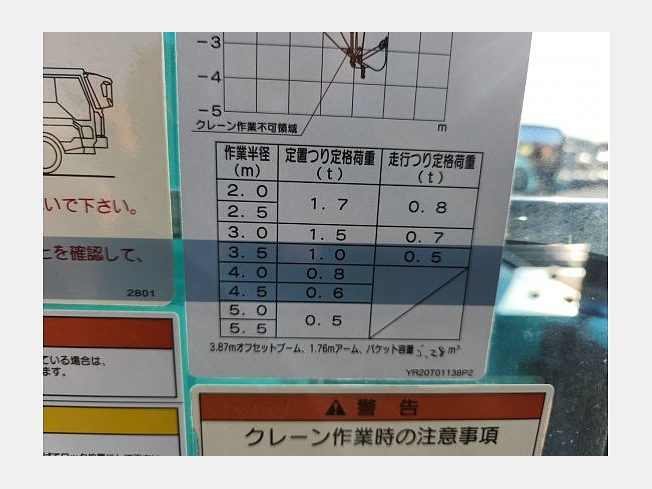 -3
-4
-5
クレーン作業不可領域
m
作業半径 (m) 定置つり定格荷重 (t) 走行つり定格荷重 (t)
2.0 1.7 0.8
2.5
3.0 1.5 0.7
3.5 1.0 0.5
4.0 0.8
4.5 0.6
5.0 0.5
5.5
3.87mオフセットブーム、1.76mアーム、バケット容量 0.28 m³
YR20T01138P2
いで下さい。
とを確認して、
2801
ている場合は、
ます。
警 告
クレーン作業時の注意事項